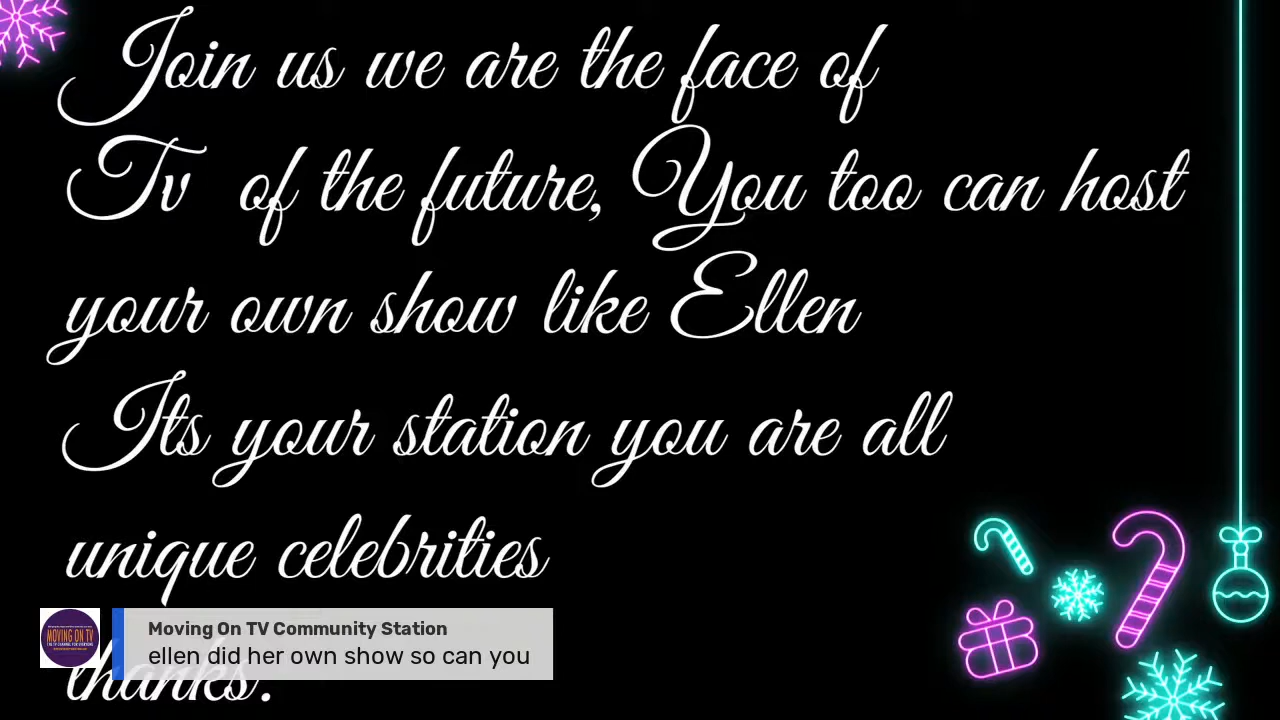 Join us we are the face of
Tv of the future, You too can host
your own show like Ellen
Its your station you are all
unique celebrities
thanks.
MOVING ON TV
Moving On TV Community Station
ellen did her own show so can you